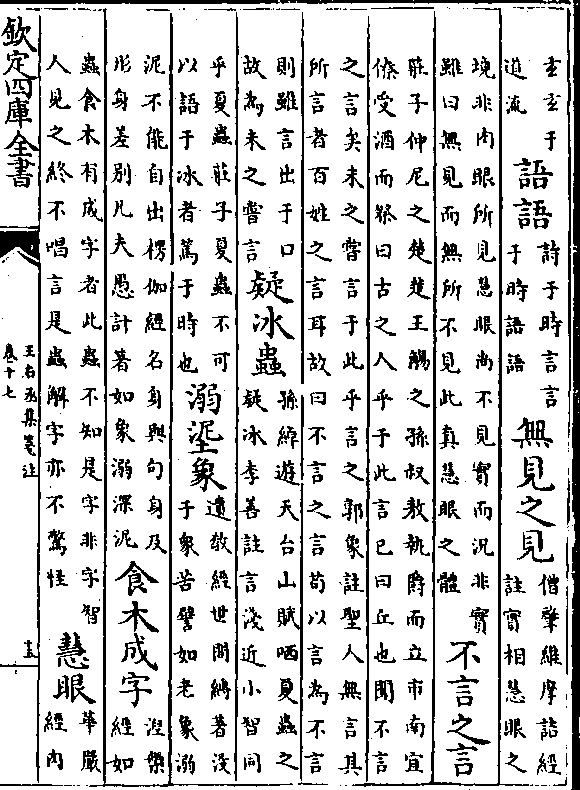 玄玄于
道流
語語
詩于時言言
于時語語
無見之見
僧肇維摩詰經
註實相慧眼之
境非肉眼所見慧眼尚不見實而況非實
雖曰無見而無所不見此真慧眼之體
不言之言
莊子仲尼之楚楚王觴之孫叔敖執爵而立市南宜
僚受酒而祭曰古之人乎于此言已曰丘也聞不言
之言矣未之嘗言于此乎言之郭象註聖人無言其
所言者百姓之言耳故曰不言之言苟以言為不言
則雖言出于口
故為未之嘗言
疑冰蟲
孫綽遊天台山賦哂夏蟲之
疑冰李善註言淺近小智同
乎夏蟲莊子夏蟲不可
以語于冰者篤于時也
溺埿象
遺教經世間縛著沒
于衆苦譬如老象溺
泥不能自出楞伽經名身與句身及
形身差別凡夫愚計著如象溺深泥
食木成字
涅槃
經如
蟲食木有成字者此蟲不知是字非字智
人見之終不唱言是蟲解字亦不驚怪
慧眼
華嚴
經肉
欽定四庫全書
王右丞集箋注
卷十七